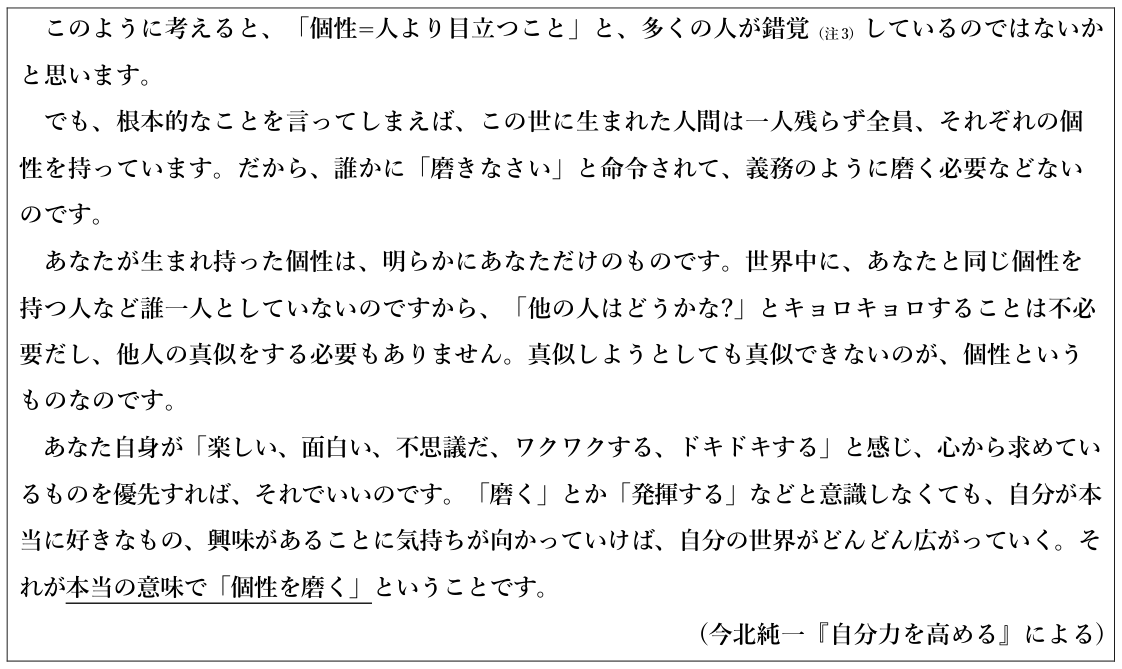 このように考えると、「個性=人より目立つこと」と、多くの人が錯覚（注3）しているのではないか
と思います。
でも、根本的なことを言ってしまえば、この世に生まれた人間は一人残らず全員、それぞれの個
性を持っています。だから、誰かに「磨きなさい」と命令されて、義務のように磨く必要などない
のです。
あなたが生まれ持った個性は、明らかにあなただけのものです。世界中に、あなたと同じ個性を
持つ人など誰一人としていないのですから、「他の人はどうかな?」とキョロキョロすることは不必
要だし、他人の真似をする必要もありません。真似しようとしても真似できないのが、個性という
ものなのです。
あなた自身が「楽しい、面白い、不思議だ、ワクワクする、ドキドキする」と感じ、心から求めてい
るものを優先すれば、それでいいのです。「磨く」とか「発揮する」などと意識しなくても、自分が本
当に好きなもの、興味があることに気持ちが向かっていけば、自分の世界がどんどん広がっていく。そ
れが本当の意味で「個性を磨く」ということです。
（今北純一『自分力を高める』による）